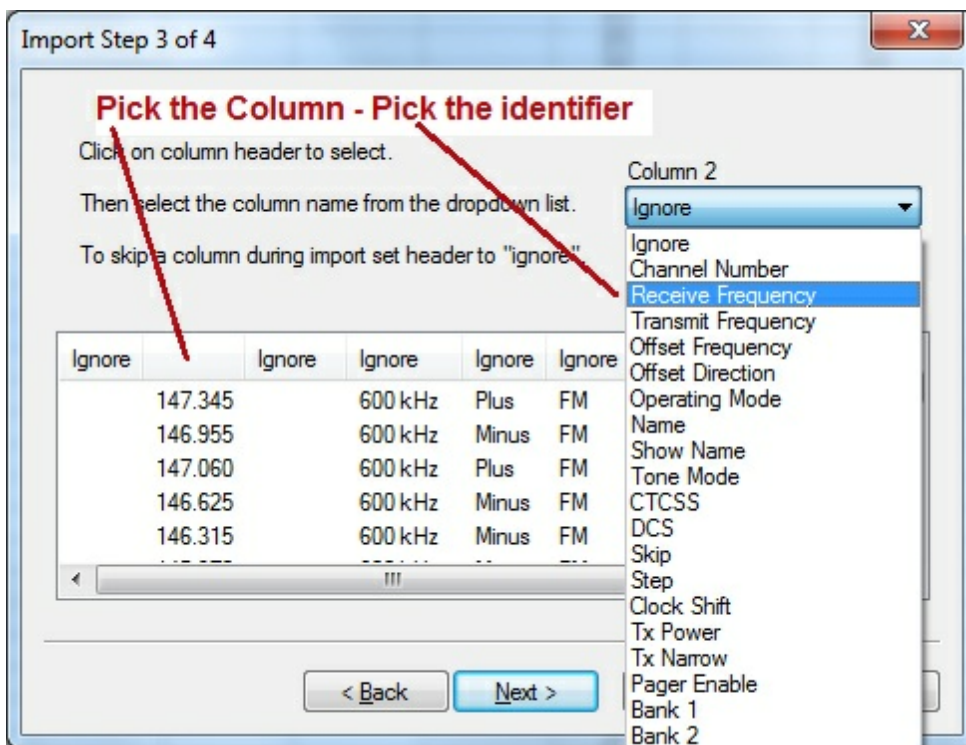 Import Step 3 of 4
Pick the Column - Pick the identifier
Click on column header to select.
Then select the column name from the dropdown list.
To skip a column during import set header to "ignore".
Column 2
Ignore
Ignore
Channel Number
Receive Frequency
Transmit Frequency
Offset Frequency
Offset Direction
Operating Mode
Name
Show Name
Tone Mode
CTCSS
DCS
Skip
Step
Clock Shift
Tx Power
Tx Narrow
Pager Enable
Bank 1
Bank 2
Ignore Ignore Ignore Ignore Ignore
147.345 600 kHz Plus FM
146.955 600 kHz Minus FM
147.060 600 kHz Plus FM
146.625 600 kHz Minus FM
146.315 600 kHz Minus FM
< Back Next >